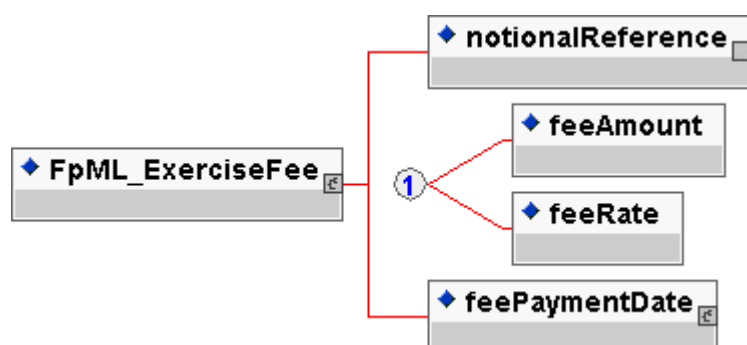 notionalReference
feeAmount
FpML_ExerciseFee
1
feeRate
feePaymentDate